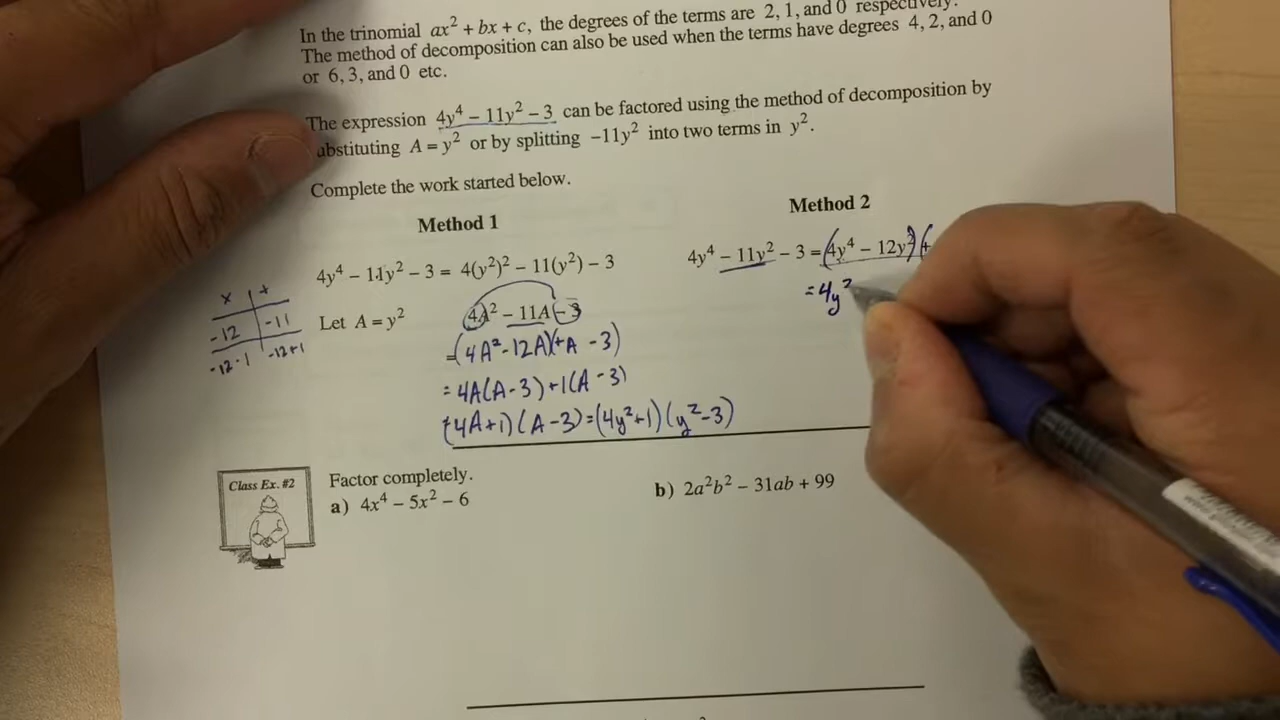 In the trinomial ax² + bx + c, the degrees of the terms are 2, 1, and 0 respectively.
The method of decomposition can also be used when the terms have degrees 4, 2, and 0
or 6, 3, and 0 etc.
The expression 4y⁴ − 11y² − 3 can be factored using the method of decomposition by
ubstituting A = y² or by splitting −11y² into two terms in y².
Complete the work started below.
Method 1
4y⁴ − 11y² − 3 = 4(y²)² − 11(y²) − 3
Let A = y²
4A² − 11A − 3
=(4A²-12A)(+A -3)
= 4A(A-3)+1(A-3)
=(4A+1)(A-3)=(4y²+1)(y²-3)
x +
-12 -11
-12·1 -12+1
Method 2
4y⁴ − 11y² − 3 = (4y⁴ − 12y²)(+
= 4y²
Class Ex. #2
Factor completely.
a) 4x⁴ − 5x² − 6
b) 2a²b² − 31ab + 99